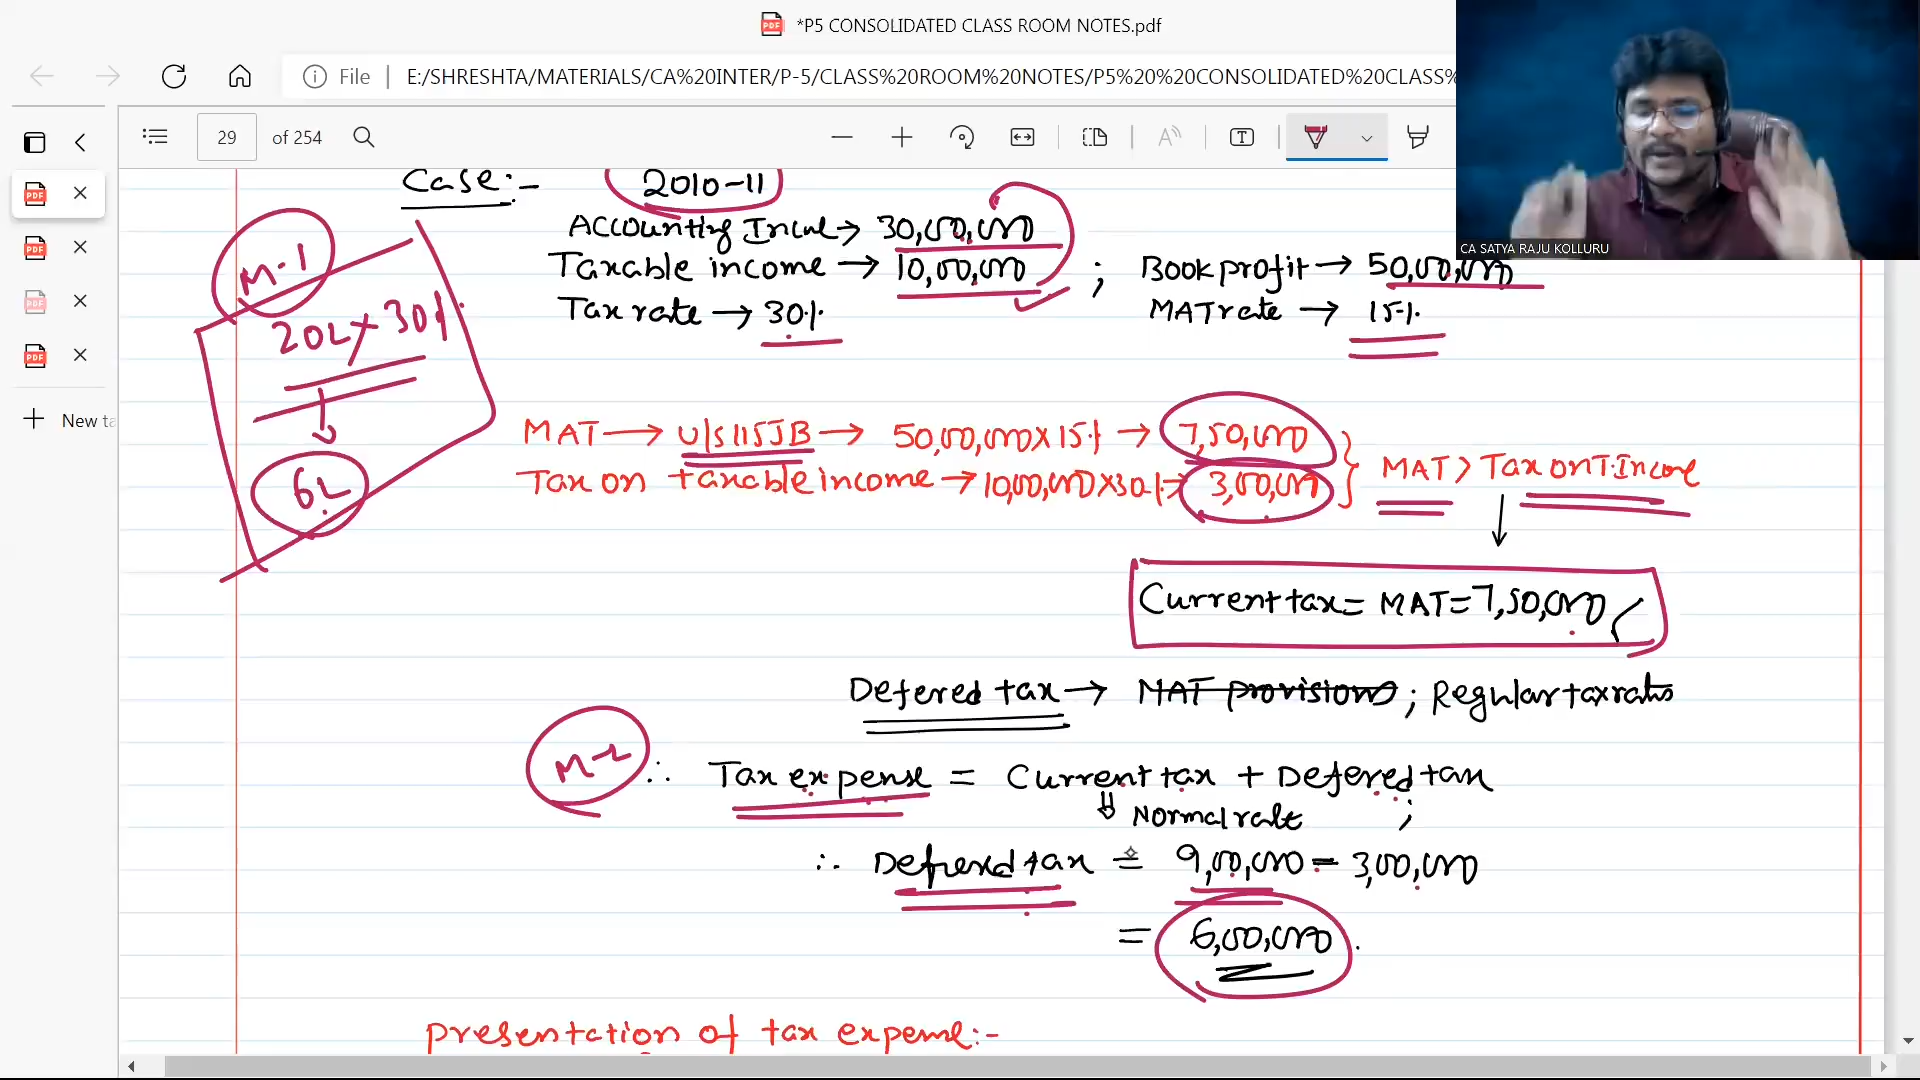 *P5 CONSOLIDATED CLASS ROOM NOTES.pdf
File E:/SHRESHTA/MATERIALS/CA%20INTER/P-5/CLASS%20ROOM%20NOTES/P5%20%20CONSOLIDATED%20CLASS%
29 of 254
CA SATYA RAJU KOLLURU
New ta
Case:- 2010-11
Accounting Income → 30,00,000
Taxable income → 10,00,000 ; Book profit → 50,00,000
Tax rate → 30%. MAT rate → 15%.
M-1
20L × 30%
↓
6L
MAT → U/s 115JB → 50,00,000 × 15% → 7,50,000
Tax on taxable income → 10,00,000 × 30% → 3,00,000
MAT > Tax on T.Income
↓
Current tax = MAT = 7,50,000
Defered tax → MAT provisions ; Regular tax rates
M-2 ∴ Tax expense = Current tax + Defered tax
⇓ Normal rate ;
∴ Defered tax = 9,00,000 - 3,00,000
= 6,00,000.
Presentation of tax expense:-